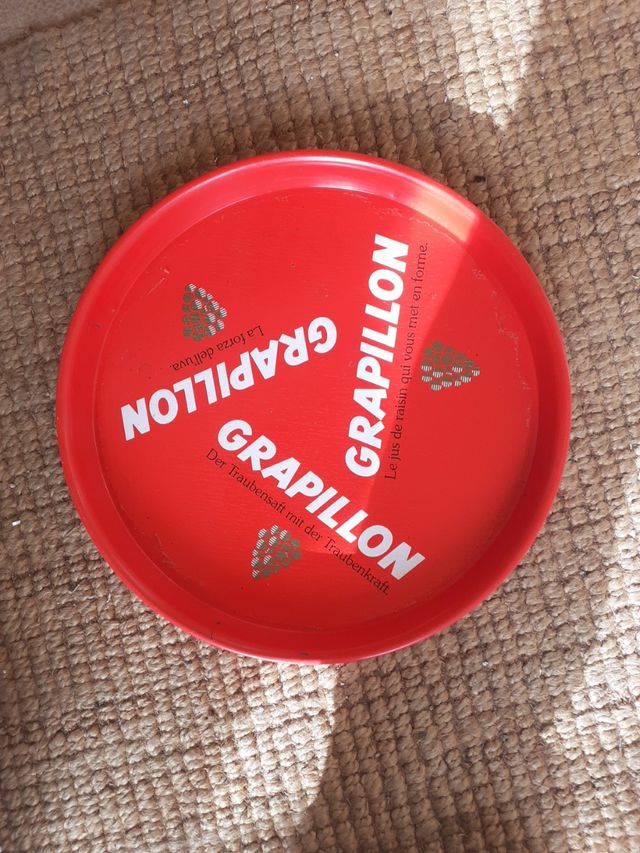 GRAPILLON
La forza dell'uva.
GRAPILLON
Le jus de raisin qui vous met en forme.
GRAPILLON
Der Traubensaft mit der Traubenkraft.